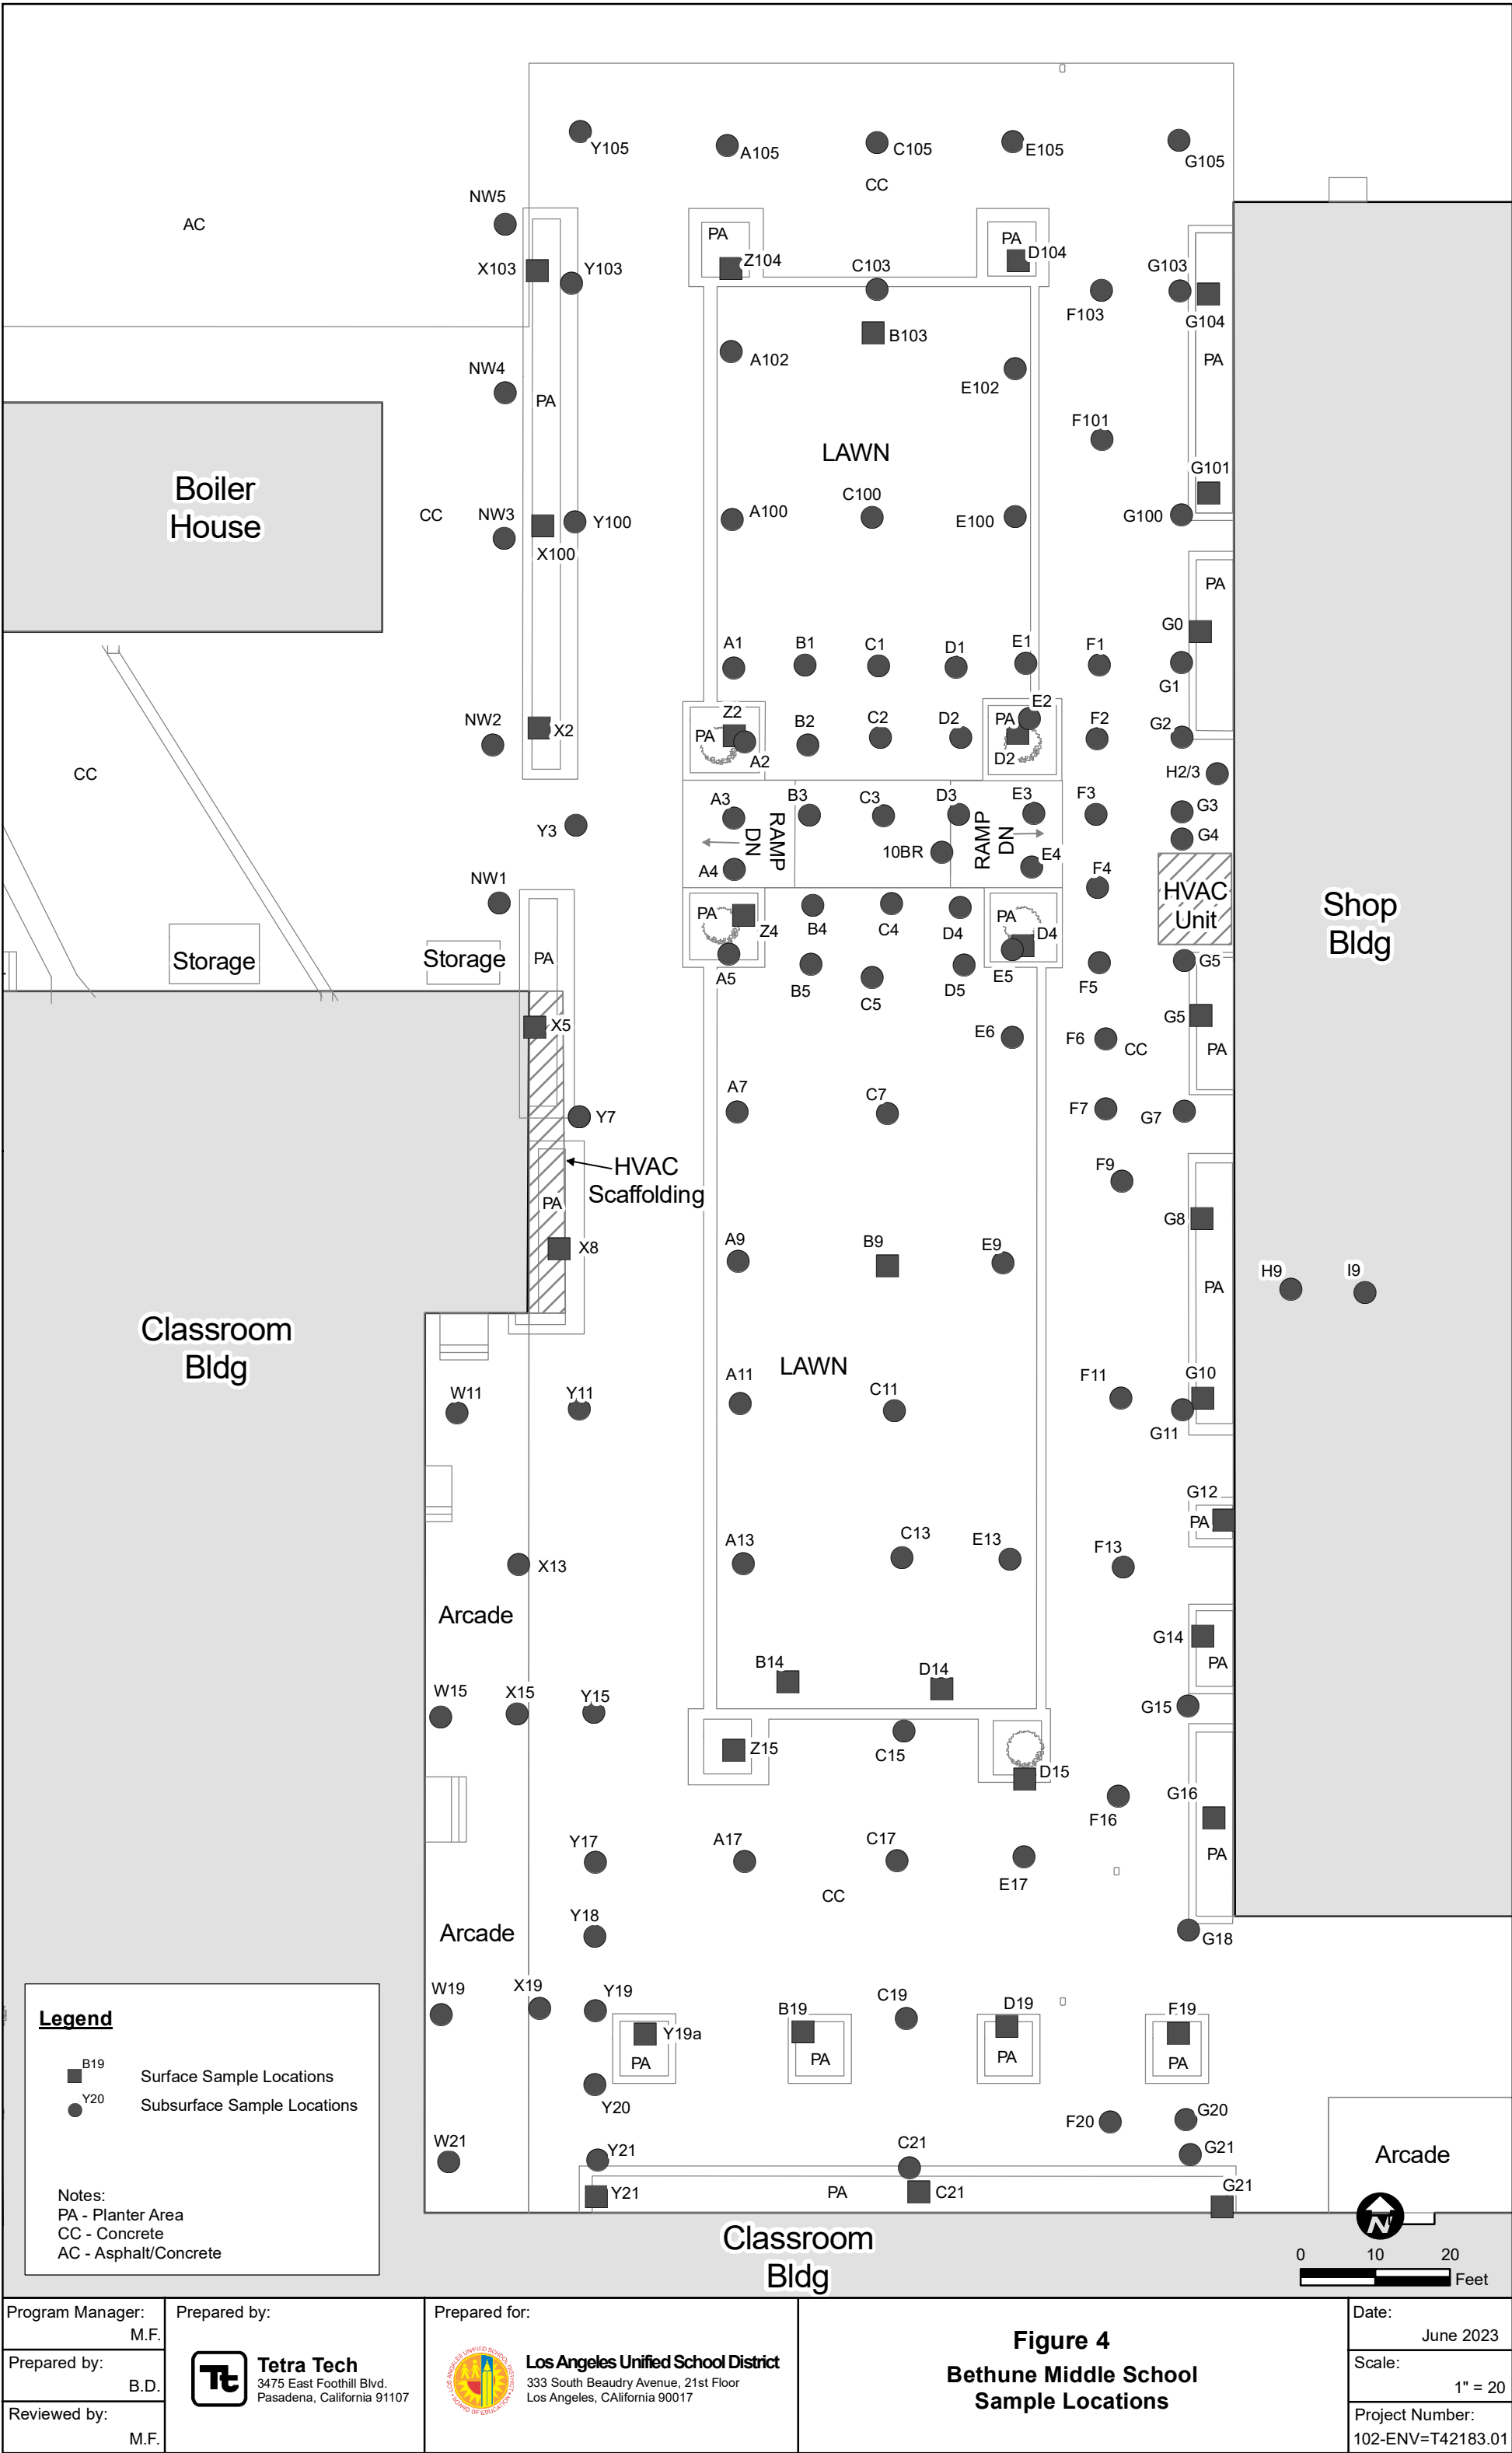 Y105
A105
C105
E105
G105
CC
NW5
AC
PA
PA
D104
X103
Y103
Z104
C103
G103
F103
G104
B103
A102
PA
NW4
E102
PA
F101
LAWN
G101
Boiler
House
C100
CC
NW3
Y100
A100
E100
G100
X100
PA
G0
A1
B1
C1
D1
E1
F1
G1
E2
Z2
NW2
X2
PA
B2
C2
D2
PA
F2
G2
A2
D2
H2/3
CC
A3
B3
C3
D3
E3
F3
G3
Y3
RAMP
DN
RAMP
DN
G4
10BR
E4
A4
F4
NW1
HVAC
Unit
Shop
Bldg
PA
Z4
B4
C4
D4
PA
D4
Storage
Storage
PA
A5
B5
C5
D5
E5
F5
G5
X5
G5
E6
F6
CC
PA
A7
C7
F7
G7
Y7
HVAC
Scaffolding
F9
PA
G8
X8
A9
B9
E9
H9
I9
PA
Classroom
Bldg
LAWN
A11
C11
F11
G10
W11
Y11
G11
G12
PA
A13
C13
E13
F13
X13
Arcade
G14
PA
B14
D14
W15
X15
Y15
G15
Z15
C15
D15
G16
F16
Y17
A17
C17
E17
PA
CC
Y18
Arcade
G18
W19
X19
Y19
C19
D19
F19
B19
Y19a
PA
PA
PA
PA
Y20
F20
G20
W21
Y21
C21
G21
Arcade
Y21
PA
C21
G21
Classroom
Bldg
Legend
B19
Surface Sample Locations
Y20
Subsurface Sample Locations
Notes:
PA - Planter Area
CC - Concrete
AC - Asphalt/Concrete
N
0 10 20
Feet
Program Manager:
M.F.
Prepared by:
B.D.
Reviewed by:
M.F.
Prepared by:
Tt
Tetra Tech
3475 East Foothill Blvd.
Pasadena, California 91107
Prepared for:
LOS ANGELES UNIFIED SCHOOL DISTRICT
BOARD OF EDUCATION
Los Angeles Unified School District
333 South Beaudry Avenue, 21st Floor
Los Angeles, CAlifornia 90017
Figure 4
Bethune Middle School
Sample Locations
Date:
June 2023
Scale:
1" = 20
Project Number:
102-ENV=T42183.01